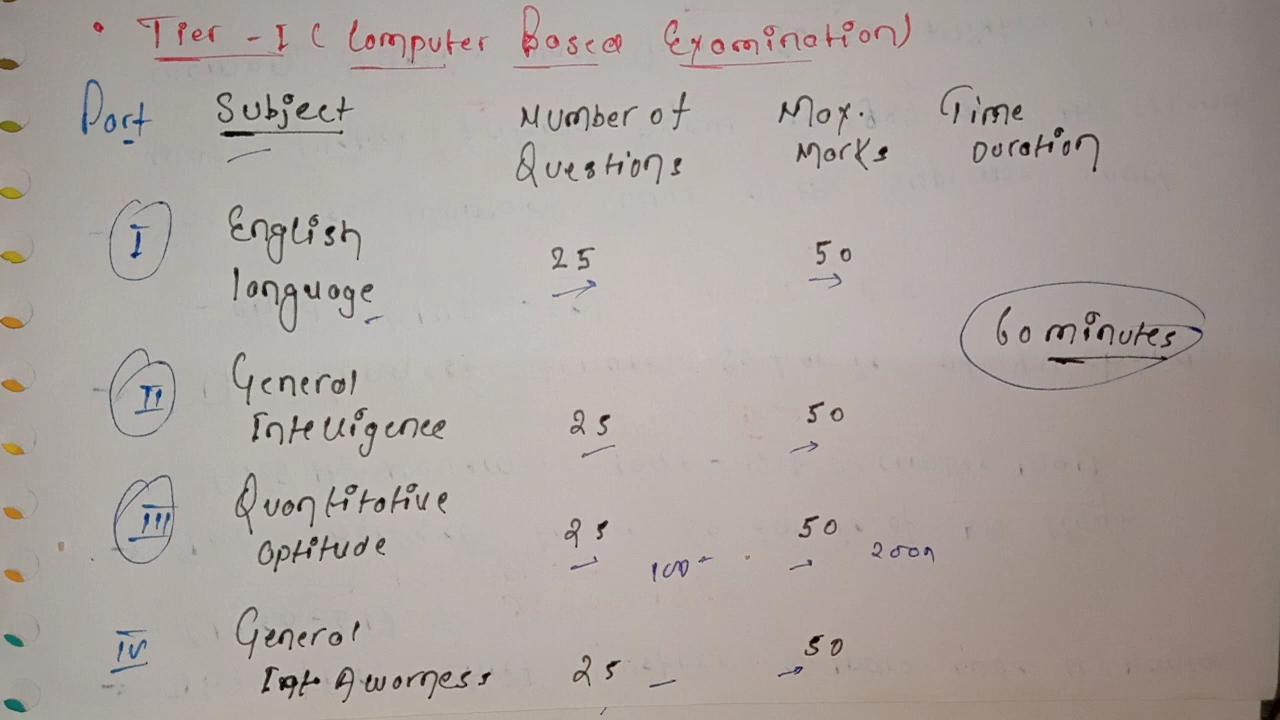 • Tier - I ( Computer Based Examination)
Part Subject Number of Questions Max. Marks Time Duration
I English language 25 50
60 minutes
II General Intelligence 25 50
III Quantitative aptitude 25 50
100 200
IV General Awarness 25 50